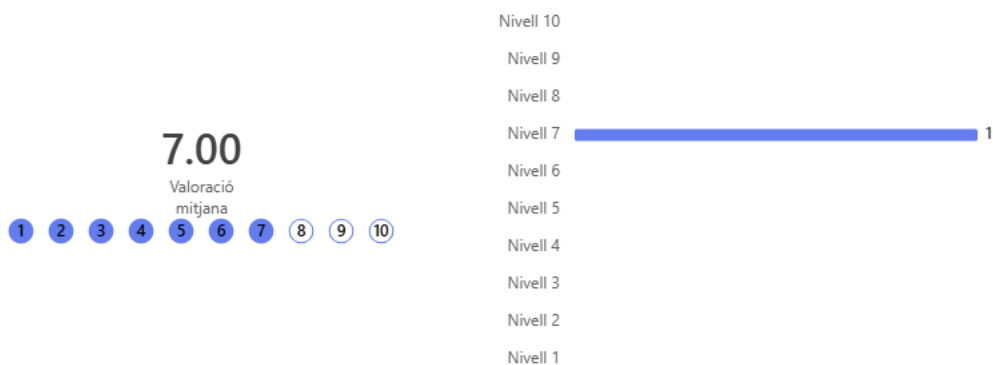 7.00
Valoració
mitjana
1 2 3 4 5 6 7 8 9 10
Nivell 10
Nivell 9
Nivell 8
Nivell 7 1
Nivell 6
Nivell 5
Nivell 4
Nivell 3
Nivell 2
Nivell 1